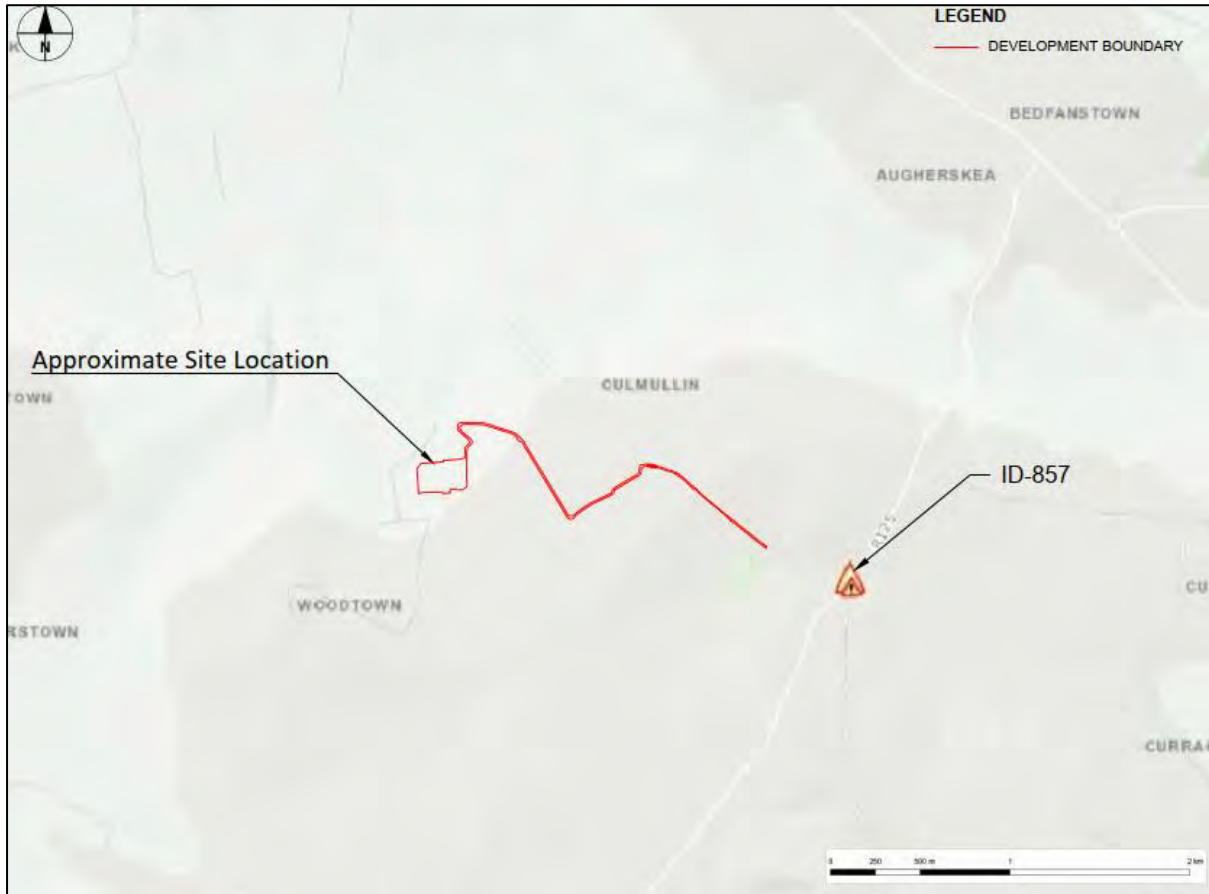 LEGEND
DEVELOPMENT BOUNDARY
K
N
BEDFANSTOWN
AUGHERSKEA
Approximate Site Location
CULMULLIN
TOWN
ID-857
R125
CU
WOODTOWN
RSTOWN
CURRAG
0 250 500 m 1 2 km